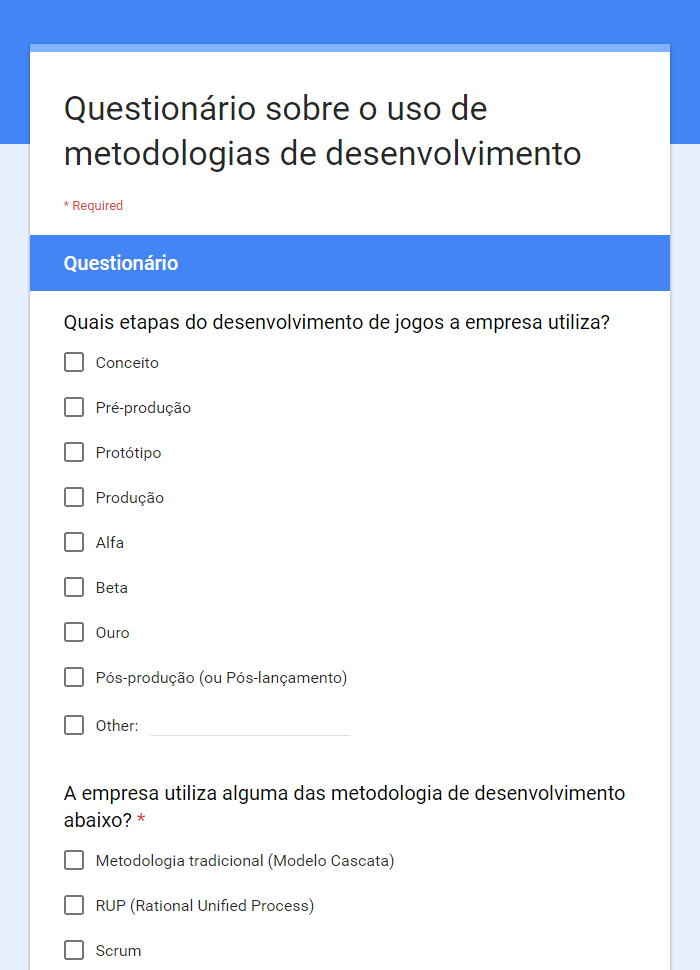 Questionário sobre o uso de
metodologias de desenvolvimento
* Required
Questionário
Quais etapas do desenvolvimento de jogos a empresa utiliza?
Conceito
Pré-produção
Protótipo
Produção
Alfa
Beta
Ouro
Pós-produção (ou Pós-lançamento)
Other:
A empresa utiliza alguma das metodologia de desenvolvimento
abaixo? *
Metodologia tradicional (Modelo Cascata)
RUP (Rational Unified Process)
Scrum